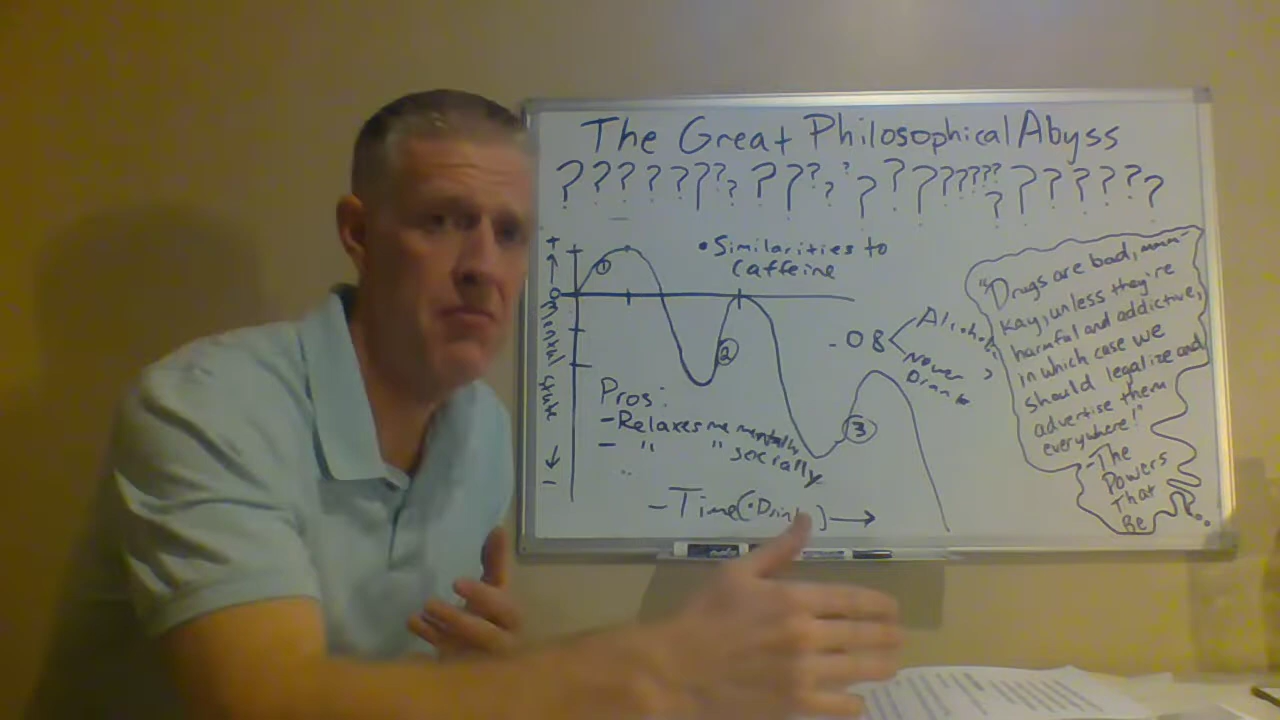 The Great Philosophical Abyss
? ? ? ? ? ? ? ? ? ? ? ? ? ? ? ? ? ? ? ? ? ? ? ? ? ? ? ?
+
0
Mental State
-
①
②
③
• Similarities to
Caffeine
- OB
Alcohol
Never
Drank
Pros:
- Relaxes me mentally
- " " socially
- Time (• Drinks) →
"Drugs are bad, mmm-
kay, unless they're
harmful and addictive,
in which case we
should legalize and
advertise them
everywhere!"
- The
Powers
That
Be